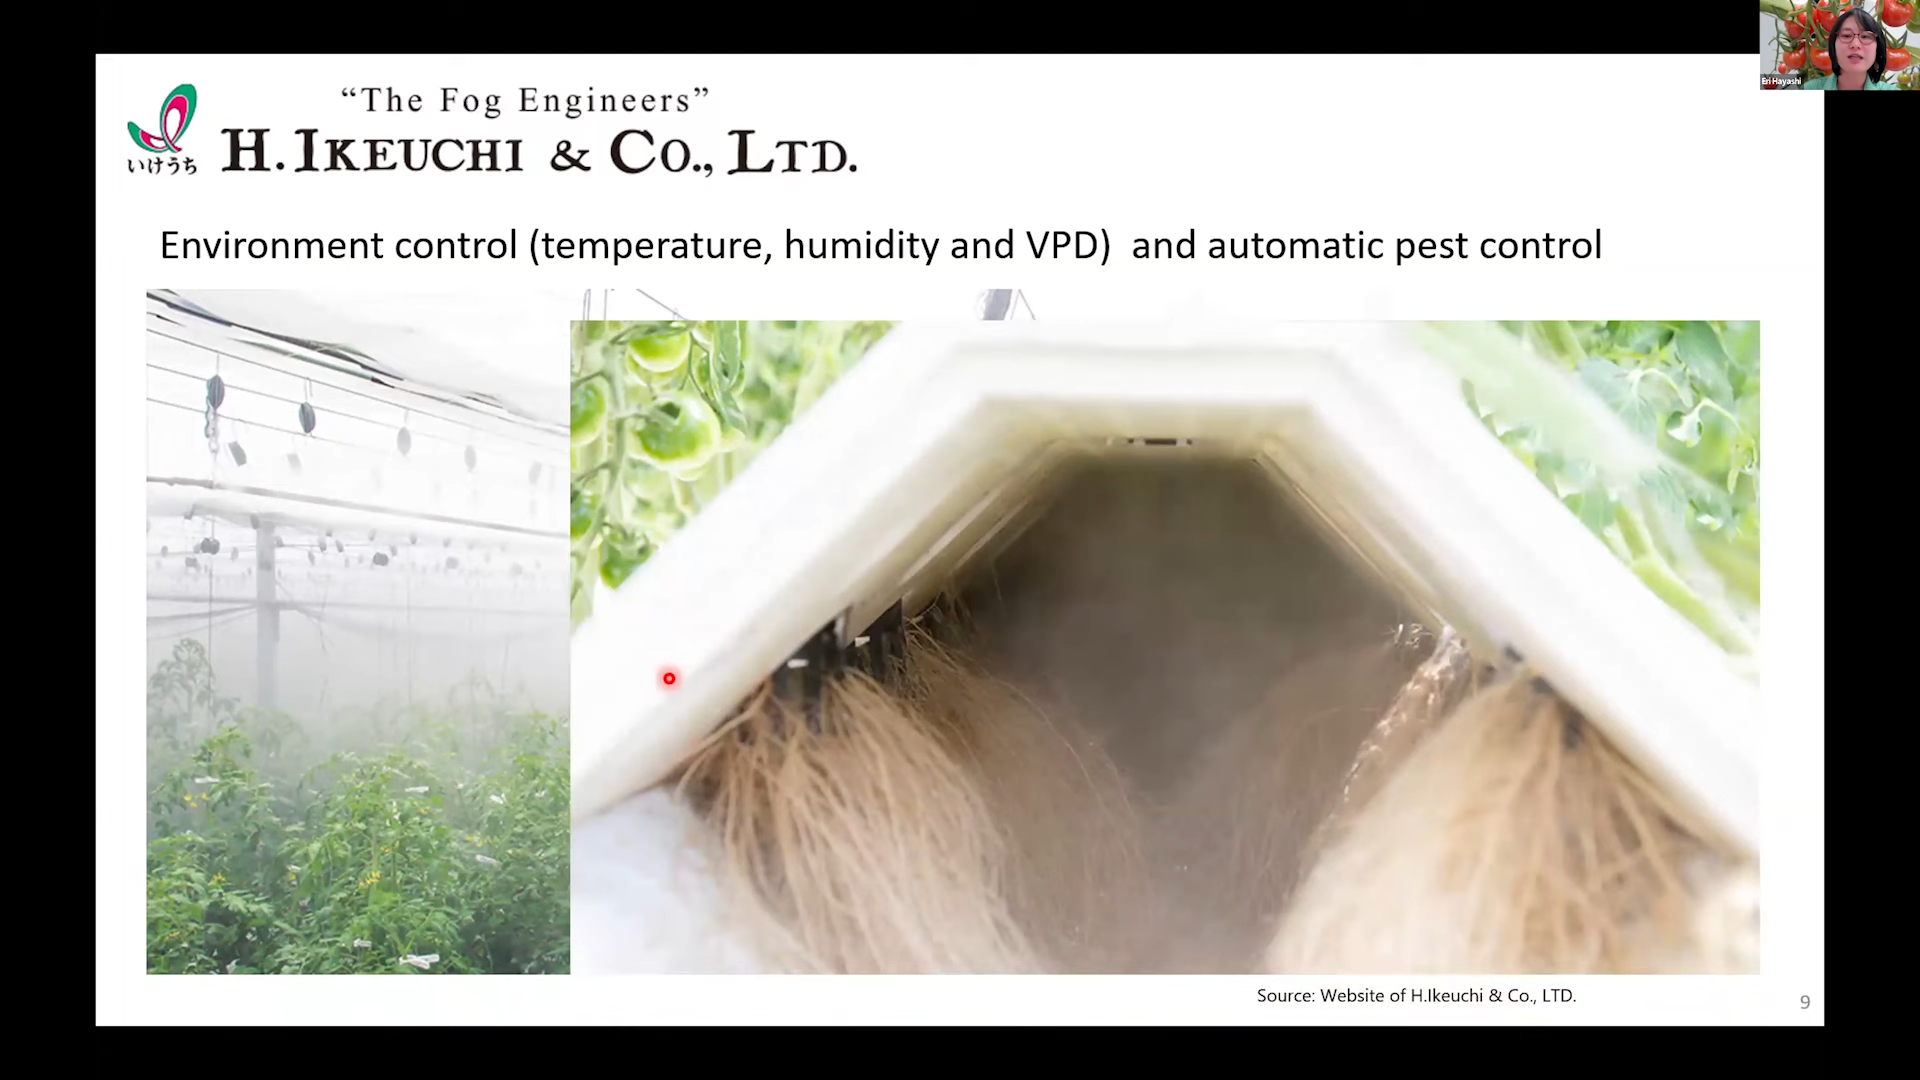 “The Fog Engineers”
いけうち
H. IKEUCHI & CO., LTD.
Environment control (temperature, humidity and VPD)  and automatic pest control
Source: Website of H.Ikeuchi & Co., LTD.
9
Eri Hayashi